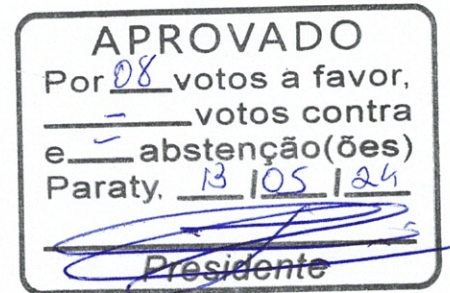 APROVADO
Por 08 votos a favor,
- votos contra
e - abstenção(ões)
Paraty, 13 / 05 / 24
Presidente